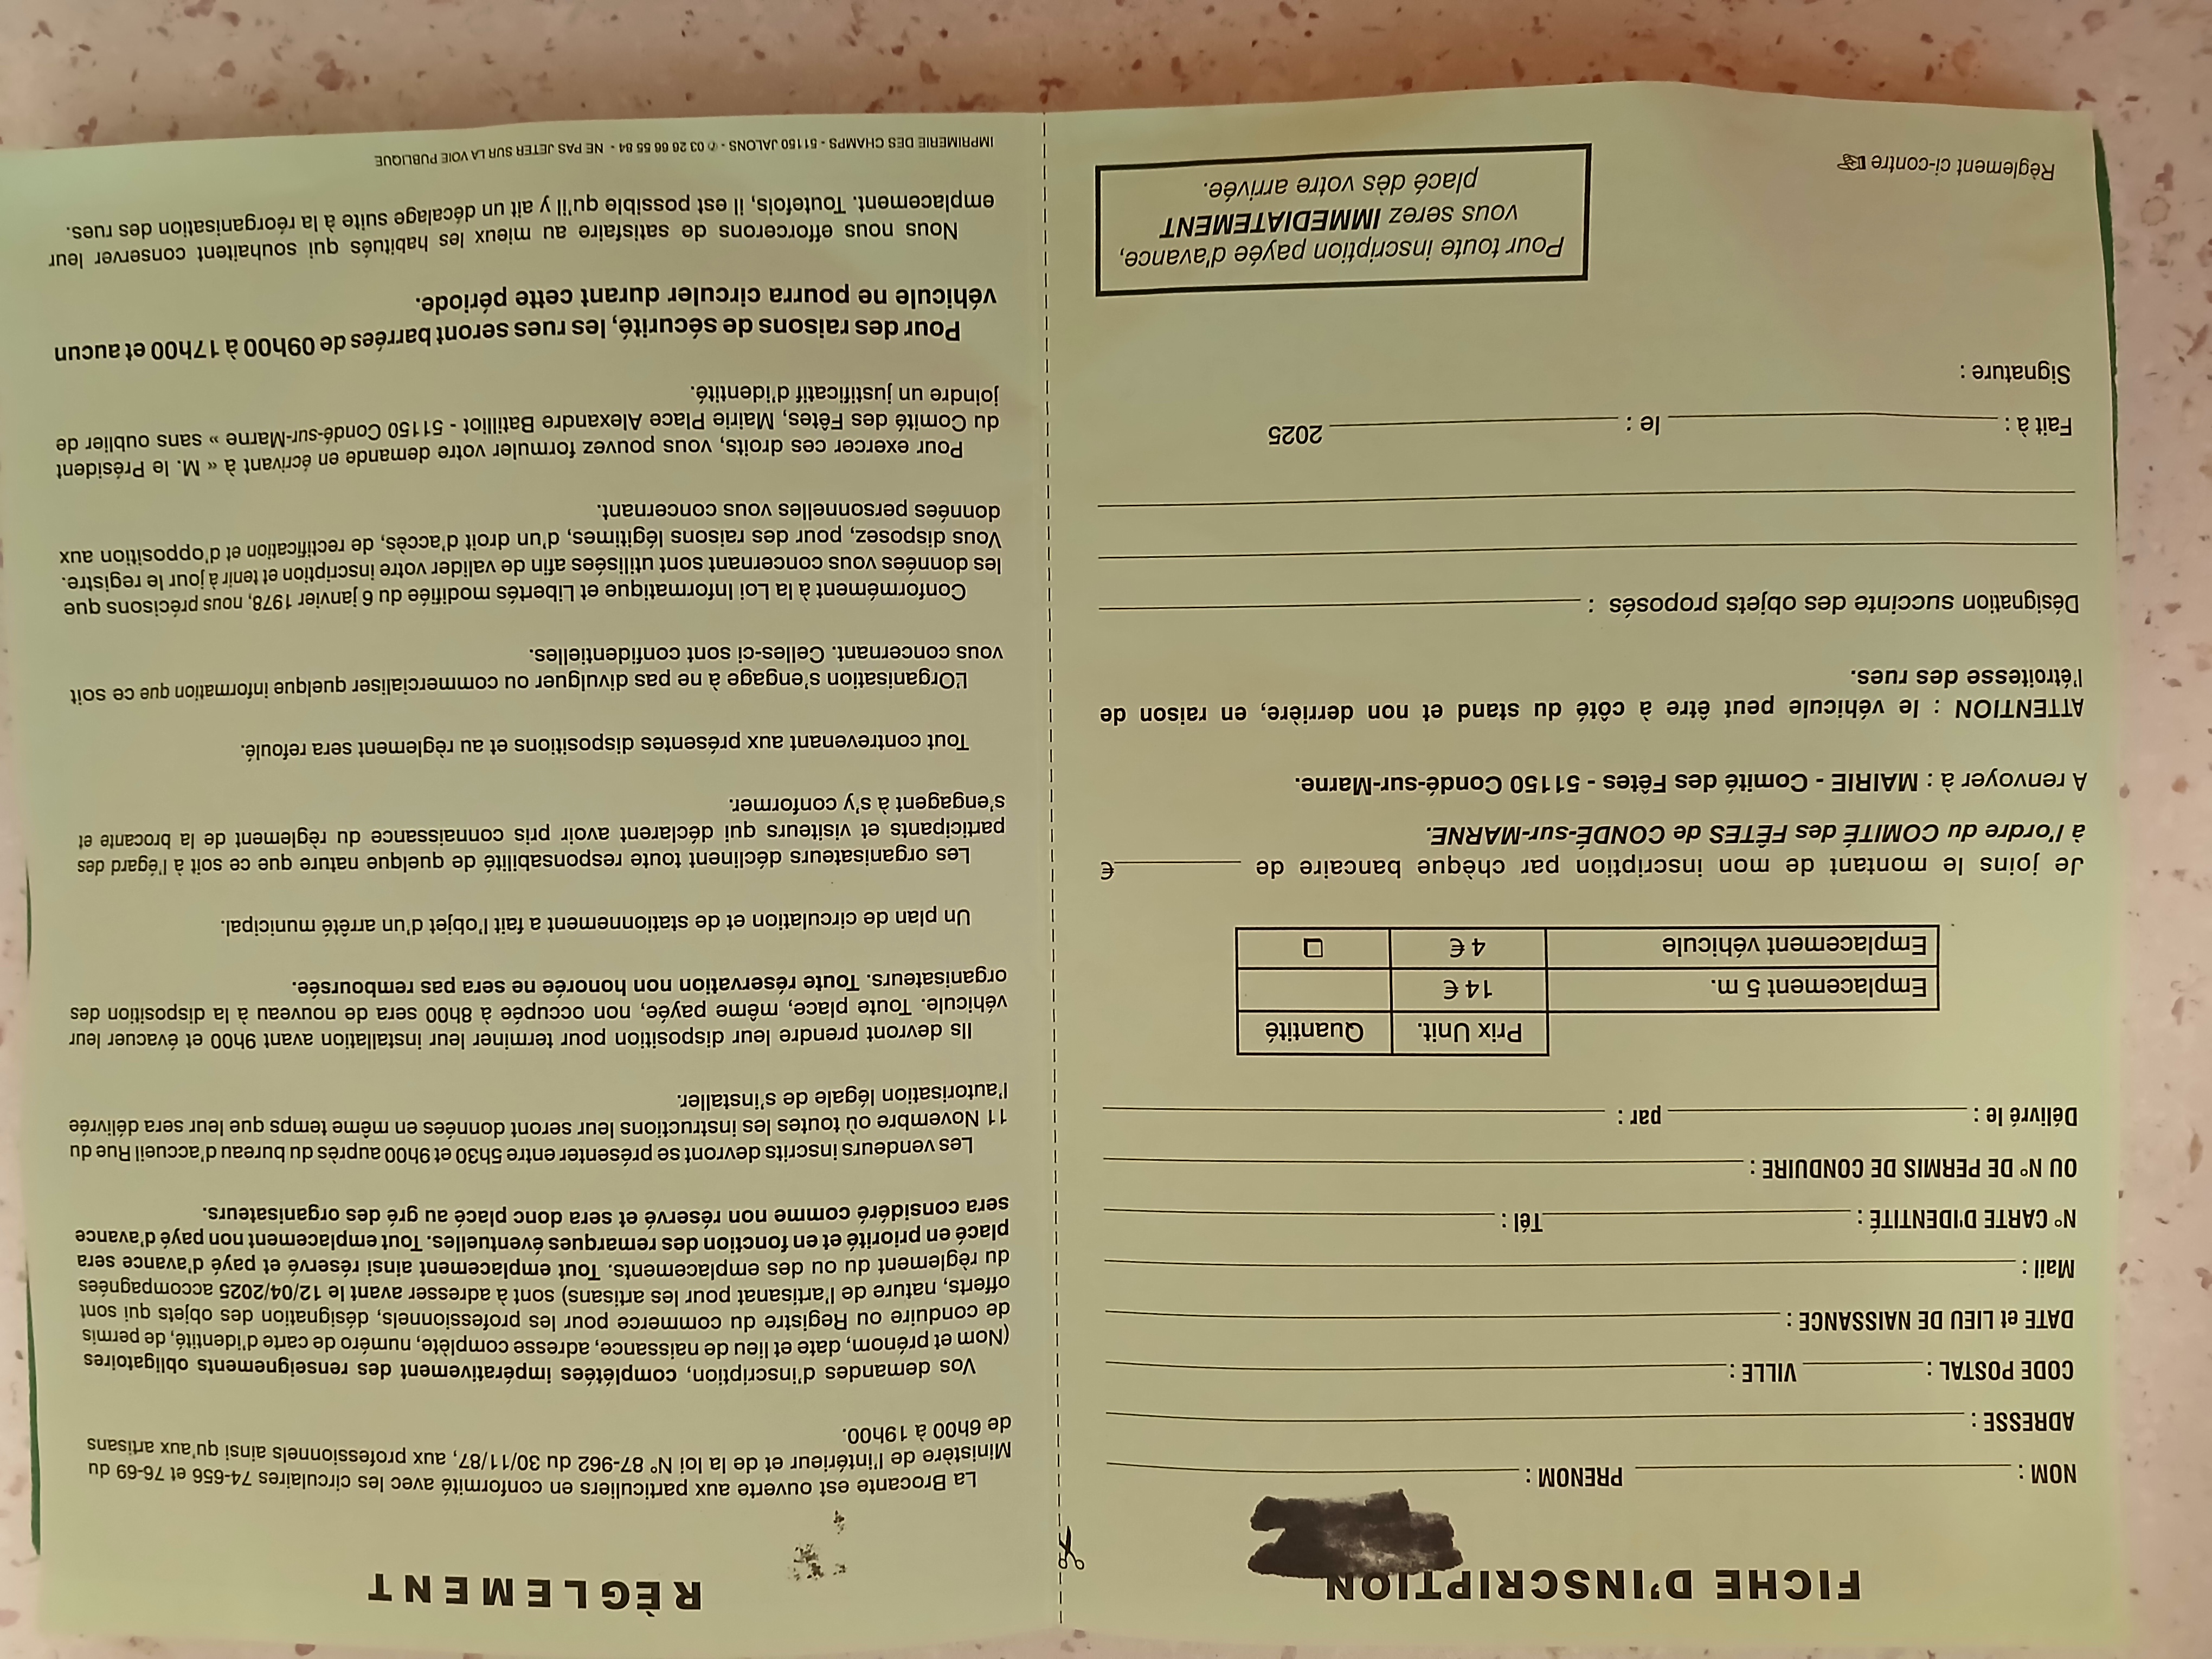 FICHE D'INSCRIPTION
NOM : PRENOM :
ADRESSE :
CODE POSTAL : VILLE :
DATE et LIEU DE NAISSANCE :
Mail :
N° CARTE D'IDENTITÉ : Tél :
OU N° DE PERMIS DE CONDUIRE :
Délivré le : par :
Prix Unit. Quantité
Emplacement 5 m. 14 €
Emplacement véhicule 4 € ❑
Je joins le montant de mon inscription par chèque bancaire de €
à l'ordre du COMITÉ des FÊTES de CONDÉ-sur-MARNE.
A renvoyer à : MAIRIE - Comité des Fêtes - 51150 Condé-sur-Marne.
ATTENTION : le véhicule peut être à côté du stand et non derrière, en raison de
l'étroitesse des rues.
Désignation succinte des objets proposés :
Fait à : le : 2025
Signature :
Pour toute inscription payée d'avance,
vous serez IMMEDIATEMENT
placé dès votre arrivée.
Règlement ci-contre ☞
RÈGLEMENT
La Brocante est ouverte aux particuliers en conformité avec les circulaires 74-656 et 76-69 du
Ministère de l'intérieur et de la loi N° 87-962 du 30/11/87, aux professionnels ainsi qu'aux artisans
de 6h00 à 19h00.
Vos demandes d'inscription, complétées impérativement des renseignements obligatoires
(Nom et prénom, date et lieu de naissance, adresse complète, numéro de carte d'identité, de permis
de conduire ou Registre du commerce pour les professionnels, désignation des objets qui sont
offerts, nature de l'artisanat pour les artisans) sont à adresser avant le 12/04/2025 accompagnées
du règlement du ou des emplacements. Tout emplacement ainsi réservé et payé d'avance sera
placé en priorité et en fonction des remarques éventuelles. Tout emplacement non payé d'avance
sera considéré comme non réservé et sera donc placé au gré des organisateurs.
Les vendeurs inscrits devront se présenter entre 5h30 et 9h00 auprès du bureau d'accueil Rue du
11 Novembre où toutes les instructions leur seront données en même temps que leur sera délivrée
l'autorisation légale de s'installer.
Ils devront prendre leur disposition pour terminer leur installation avant 9h00 et évacuer leur
véhicule. Toute place, même payée, non occupée à 8h00 sera de nouveau à la disposition des
organisateurs. Toute réservation non honorée ne sera pas remboursée.
Un plan de circulation et de stationnement a fait l'objet d'un arrêté municipal.
Les organisateurs déclinent toute responsabilité de quelque nature que ce soit à l'égard des
participants et visiteurs qui déclarent avoir pris connaissance du règlement de la brocante et
s'engagent à s'y conformer.
Tout contrevenant aux présentes dispositions et au règlement sera refoulé.
L'Organisation s'engage à ne pas divulguer ou commercialiser quelque information que ce soit
vous concernant. Celles-ci sont confidentielles.
Conformément à la Loi Informatique et Libertés modifiée du 6 janvier 1978, nous précisons que
les données vous concernant sont utilisées afin de valider votre inscription et tenir à jour le registre.
Vous disposez, pour des raisons légitimes, d'un droit d'accès, de rectification et d'opposition aux
données personnelles vous concernant.
Pour exercer ces droits, vous pouvez formuler votre demande en écrivant à « M. le Président
du Comité des Fêtes, Mairie Place Alexandre Batilliot - 51150 Condé-sur-Marne » sans oublier de
joindre un justificatif d'identité.
Pour des raisons de sécurité, les rues seront barrées de 09h00 à 17h00 et aucun
véhicule ne pourra circuler durant cette période.
Nous nous efforcerons de satisfaire au mieux les habitués qui souhaitent conserver leur
emplacement. Toutefois, il est possible qu'il y ait un décalage suite à la réorganisation des rues.
IMPRIMERIE DES CHAMPS - 51150 JALONS - ✆ 03 26 66 55 84 - NE PAS JETER SUR LA VOIE PUBLIQUE